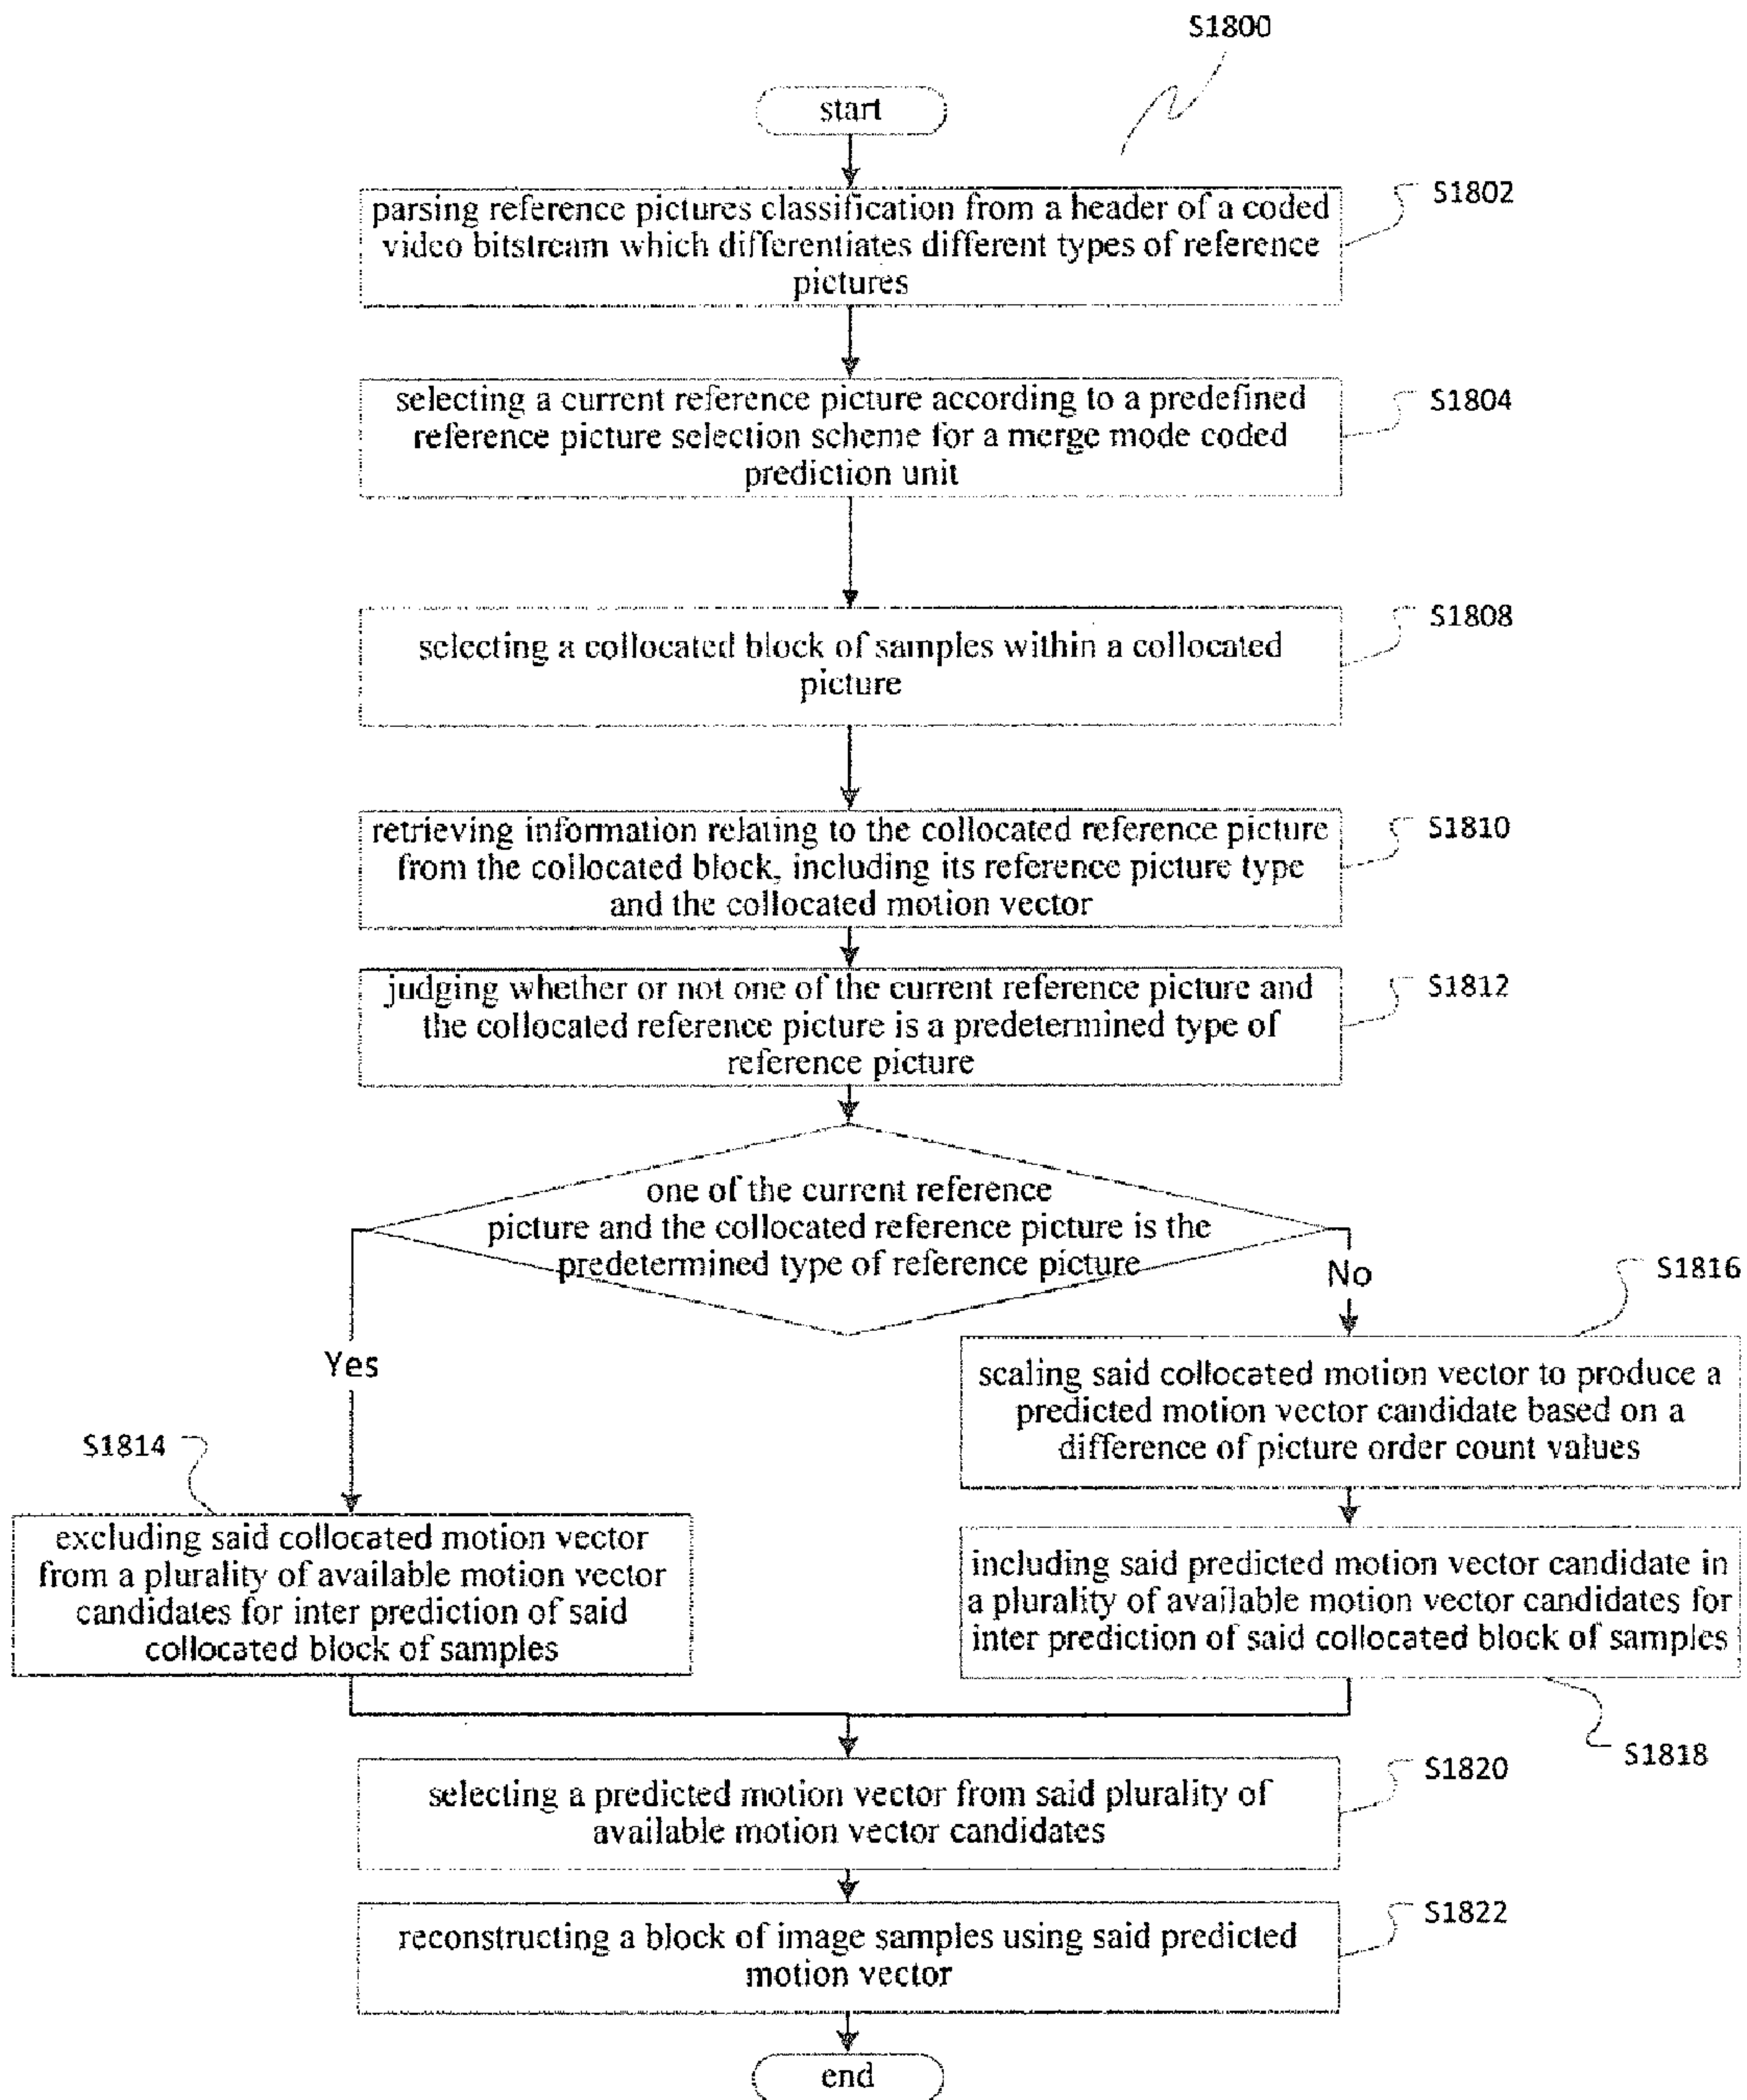 S1800
start
parsing reference pictures classification from a header of a coded
video bitstream which differentiates different types of reference
pictures
S1802
selecting a current reference picture according to a predefined
reference picture selection scheme for a merge mode coded
prediction unit
S1804
selecting a collocated block of samples within a collocated
picture
S1808
retrieving information relating to the collocated reference picture
from the collocated block, including its reference picture type
and the collocated motion vector
S1810
judging whether or not one of the current reference picture and
the collocated reference picture is a predetermined type of
reference picture
S1812
one of the current reference
picture and the collocated reference picture is the
predetermined type of reference picture
Yes
No
S1816
scaling said collocated motion vector to produce a
predicted motion vector candidate based on a
difference of picture order count values
S1814
excluding said collocated motion vector
from a plurality of available motion vector
candidates for inter prediction of said
collocated block of samples
including said predicted motion vector candidate in
a plurality of available motion vector candidates for
inter prediction of said collocated block of samples
S1818
selecting a predicted motion vector from said plurality of
available motion vector candidates
S1820
reconstructing a block of image samples using said predicted
motion vector
S1822
end